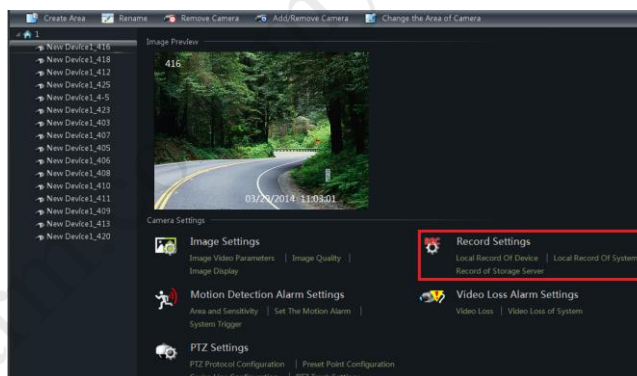 Create Area Rename Remove Camera Add/Remove Camera Change the Area of Camera
1
New Device1_416
New Device1_418
New Device1_412
New Device1_425
New Device1_4-5
New Device1_423
New Device1_403
New Device1_407
New Device1_405
New Device1_406
New Device1_408
New Device1_410
New Device1_411
New Device1_409
New Device1_413
New Device1_420
Image Preview
416
03/29/2014 11:03:01
Camera Settings
Image Settings
Image Video Parameters | Image Quality |
Image Display
Record Settings
Local Record Of Device | Local Record Of System
Record of Storage Server
Motion Detection Alarm Settings
Area and Sensitivity | Set The Motion Alarm |
System Trigger
Video Loss Alarm Settings
Video Loss | Video Loss of System
PTZ Settings
PTZ Protocol Configuration | Preset Point Configuration